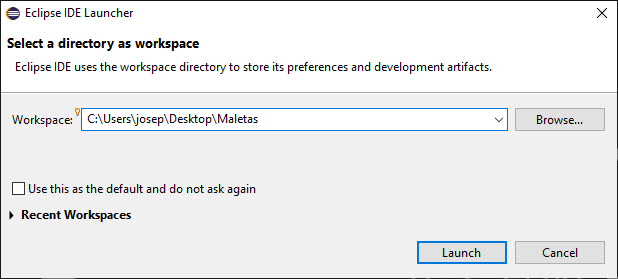 Eclipse IDE Launcher
Select a directory as workspace
Eclipse IDE uses the workspace directory to store its preferences and development artifacts.
Workspace: C:\Users\josep\Desktop\Maletas Browse...
Use this as the default and do not ask again
Recent Workspaces
Launch Cancel